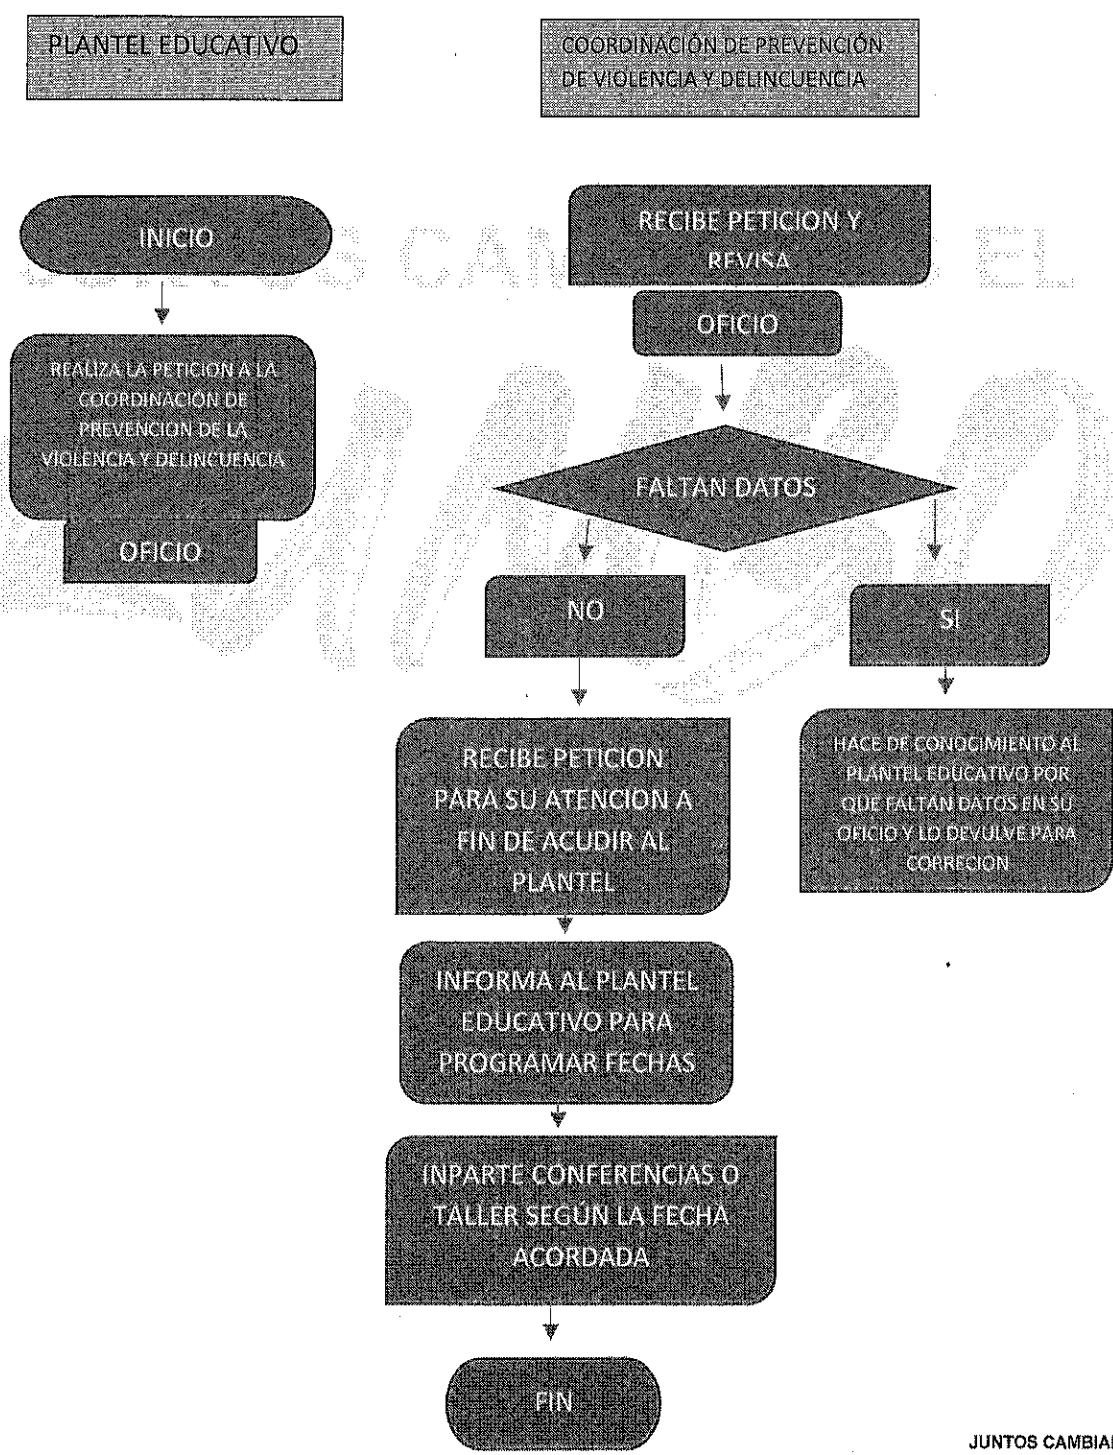 PLANTEL EDUCATIVO
COORDINACIÓN DE PREVENCIÓN
DE VIOLENCIA Y DELINCUENCIA
INICIO
REALIZA LA PETICION A LA
COORDINACIÓN DE
PREVENCION DE LA
VIOLENCIA Y DELINCUENCIA
OFICIO
RECIBE PETICION Y
REVISA
OFICIO
FALTAN DATOS
NO
SI
RECIBE PETICION
PARA SU ATENCION A
FIN DE ACUDIR AL
PLANTEL
HACE DE CONOCIMIENTO AL
PLANTEL EDUCATIVO POR
QUE FALTAN DATOS EN SU
OFICIO Y LO DEVULVE PARA
CORRECION
INFORMA AL PLANTEL
EDUCATIVO PARA
PROGRAMAR FECHAS
INPARTE CONFERENCIAS O
TALLER SEGÚN LA FECHA
ACORDADA
FIN
JUNTOS CAMBIA